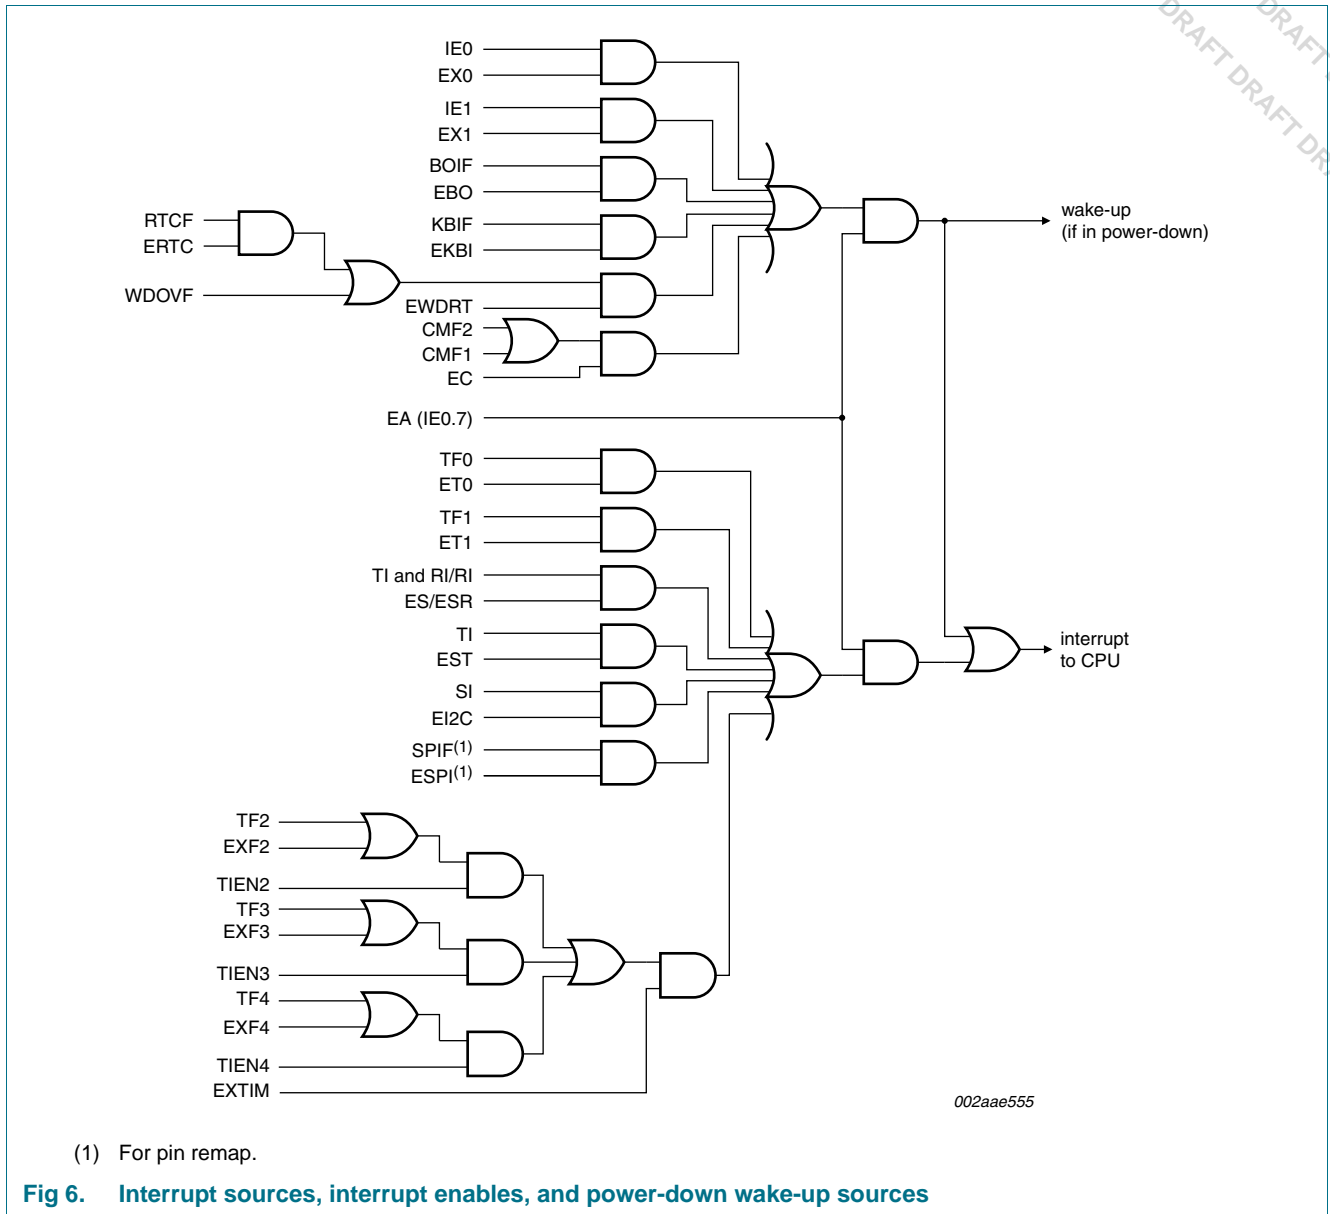 DRAFT DRAFT DRA
DRAFT
IE0
EX0
IE1
EX1
BOIF
EBO
KBIF
EKBI
RTCF
ERTC
WDOVF
EWDRT
CMF2
CMF1
EC
EA (IE0.7)
wake-up
(if in power-down)
TF0
ET0
TF1
ET1
TI and RI/RI
ES/ESR
TI
EST
SI
EI2C
SPIF(1)
ESPI(1)
interrupt
to CPU
TF2
EXF2
TIEN2
TF3
EXF3
TIEN3
TF4
EXF4
TIEN4
EXTIM
002aae555
(1) For pin remap.
Fig 6. Interrupt sources, interrupt enables, and power-down wake-up sources